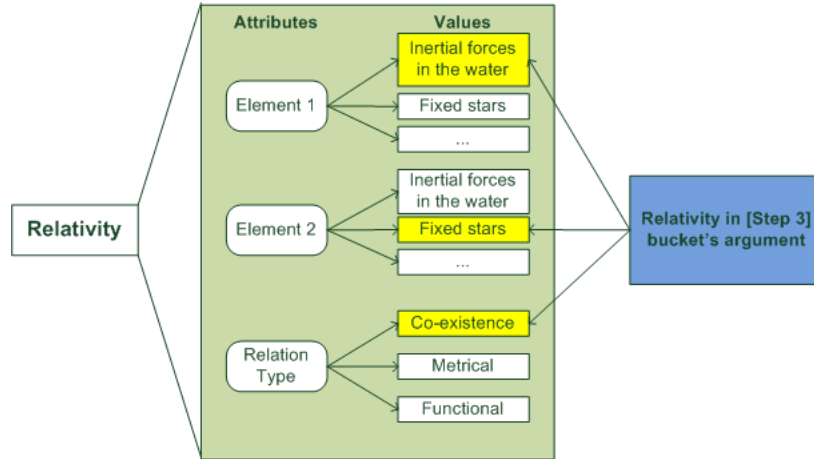 Attributes
Values
Inertial forces
in the water
Element 1
Fixed stars
...
Inertial forces
in the water
Relativity
Element 2
Fixed stars
...
Relativity in [Step 3]
bucket's argument
Co-existence
Relation
Type
Metrical
Functional